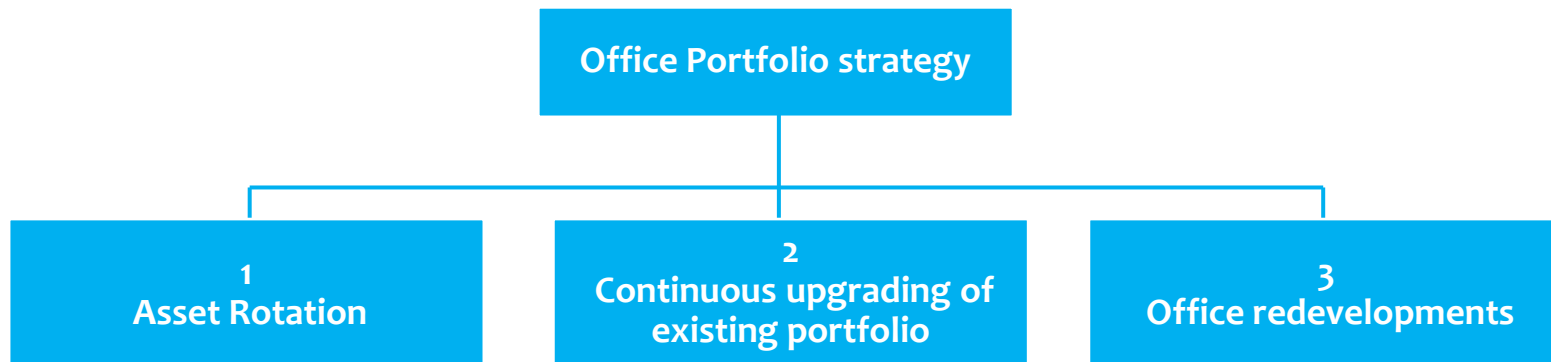 Office Portfolio strategy
1
Asset Rotation
2
Continuous upgrading of
existing portfolio
3
Office redevelopments